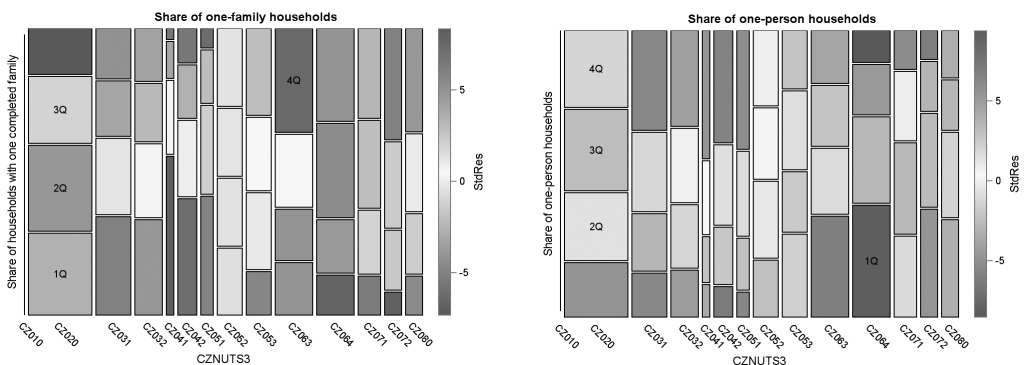 Share of one-family households
Share of households with one completed family
4Q
3Q
2Q
1Q
5
0
-5
StdRes
CZ010
CZ020
CZ031
CZ032
CZ041
CZ042
CZ051
CZ052
CZ053
CZ063
CZ064
CZ071
CZ072
CZ080
CZNUTS3
Share of one-person households
Share of one-person households
4Q
3Q
2Q
1Q
5
0
-5
StdRes
CZ010
CZ020
CZ031
CZ032
CZ041
CZ042
CZ051
CZ052
CZ053
CZ063
CZ064
CZ071
CZ072
CZ080
CZNUTS3